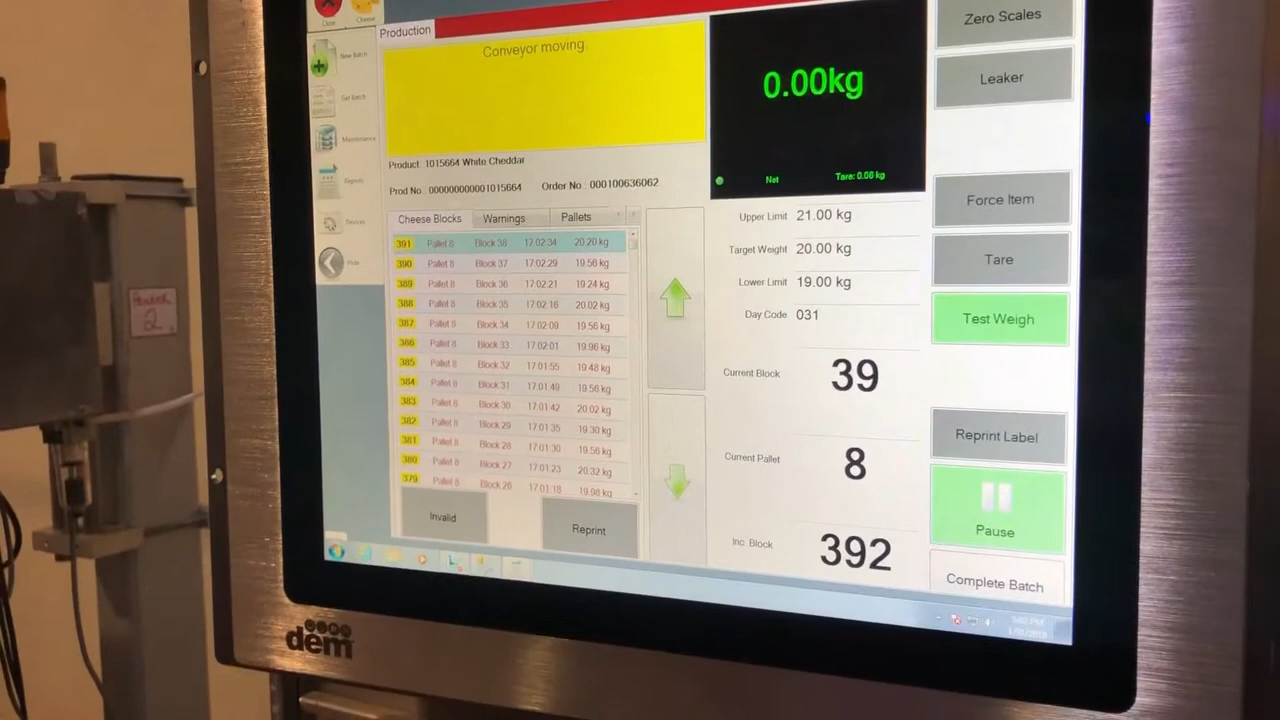 Close
Cheese
New Batch
Get Batch
Maintenance
Reports
Devices
Hide
Production
Conveyor moving.
Product: 1015664 White Cheddar
Prod No.: 000000000001015664 Order No.: 000100636062
Cheese Blocks Warnings Pallets
391 Pallet 8 Block 38 17:02:34 20.20 kg
390 Pallet 8 Block 37 17:02:29 19.56 kg
389 Pallet 8 Block 36 17:02:21 19.24 kg
388 Pallet 8 Block 35 17:02:16 20.02 kg
387 Pallet 8 Block 34 17:02:09 19.56 kg
386 Pallet 8 Block 33 17:02:01 19.96 kg
385 Pallet 8 Block 32 17:01:55 19.48 kg
384 Pallet 8 Block 31 17:01:49 19.56 kg
383 Pallet 8 Block 30 17:01:42 20.02 kg
382 Pallet 8 Block 29 17:01:35 19.30 kg
381 Pallet 8 Block 28 17:01:30 19.56 kg
380 Pallet 8 Block 27 17:01:23 20.32 kg
379 Pallet 8 Block 26 17:01:18 19.98 kg
Invalid
Reprint
0.00kg
Net Tare: 0.00 kg
Upper Limit 21.00 kg
Target Weight 20.00 kg
Lower Limit 19.00 kg
Day Code 031
Current Block 39
Current Pallet 8
Inc Block 392
Zero Scales
Leaker
Force Item
Tare
Test Weigh
Reprint Label
Pause
Complete Batch
5:02 PM
dem
2